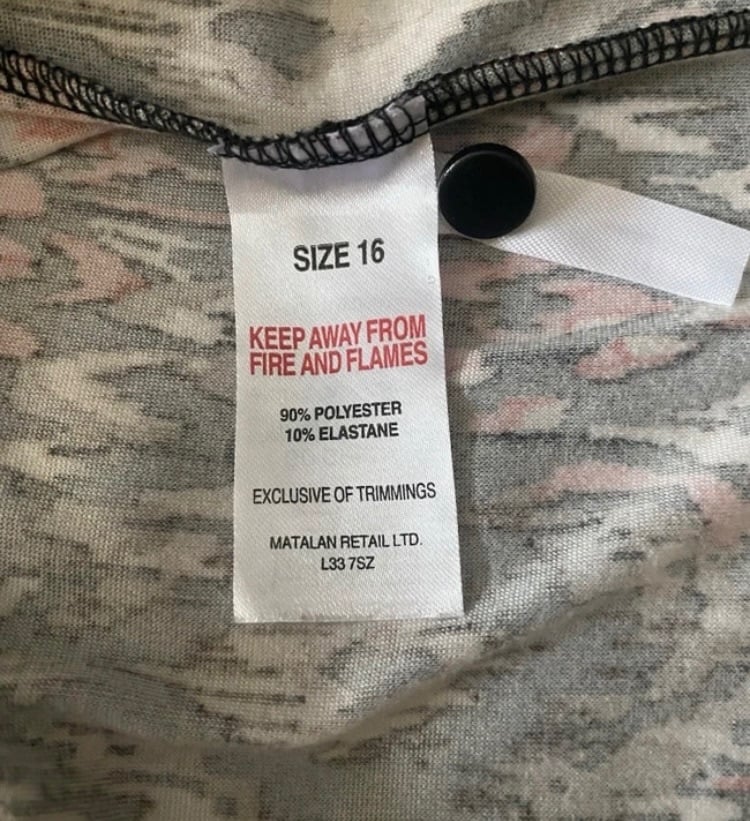 SIZE 16
KEEP AWAY FROM
FIRE AND FLAMES
90% POLYESTER
10% ELASTANE
EXCLUSIVE OF TRIMMINGS
MATALAN RETAIL LTD.
L33 7SZ